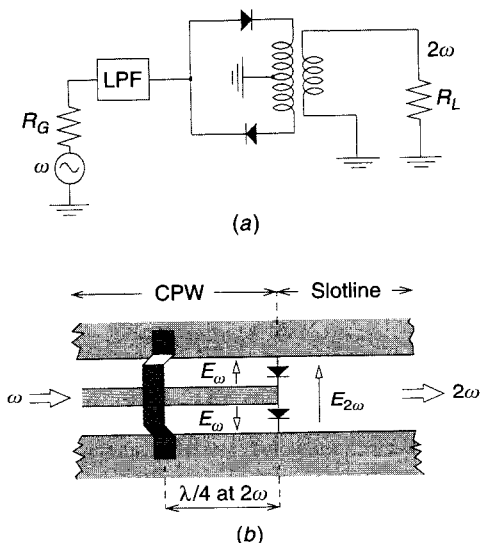 LPF
2ω
R_G
R_L
ω
(a)
CPW Slotline
E_ω
ω
E_2ω
2ω
E_ω
λ/4 at 2ω
(b)